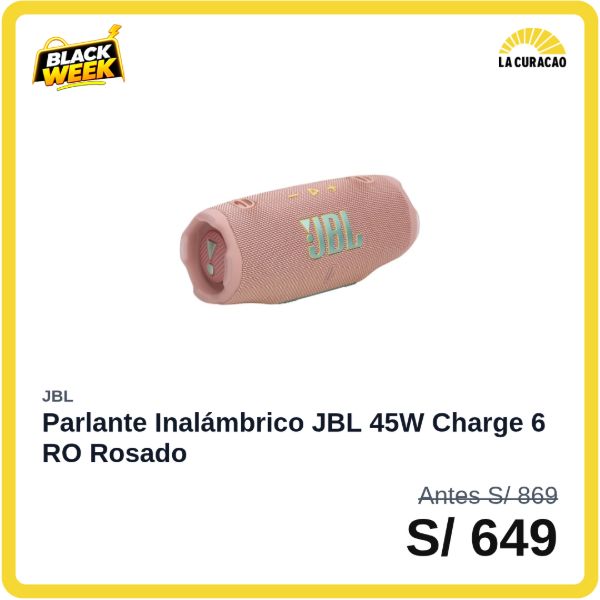 BLACK
WEEK
LA CURACAO
JBL
JBL
Parlante Inalámbrico JBL 45W Charge 6
RO Rosado
Antes S/ 869
S/ 649